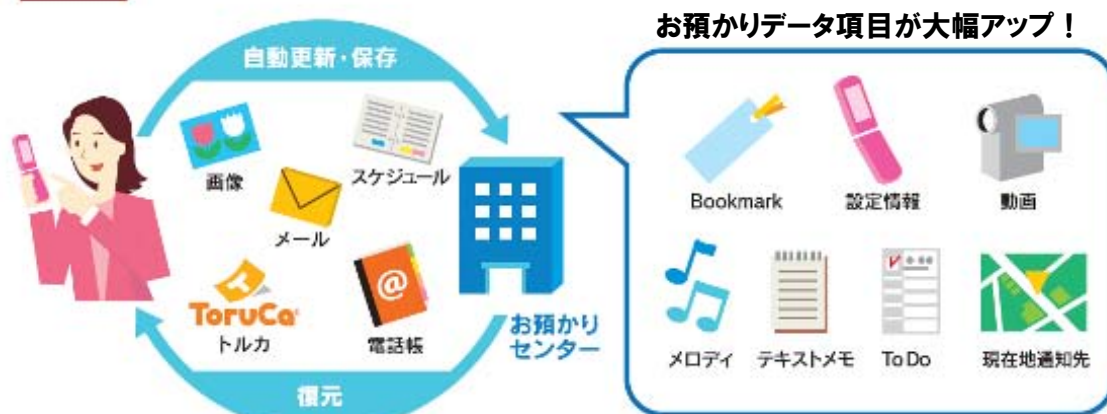 お預かりデータ項目が大幅アップ！
自動更新・保存
画像
スケジュール
メール
ToruCa
トルカ
@
電話帳
お預かり
センター
復元
Bookmark
設定情報
動画
メロディ
テキストメモ
To Do
現在地通知先